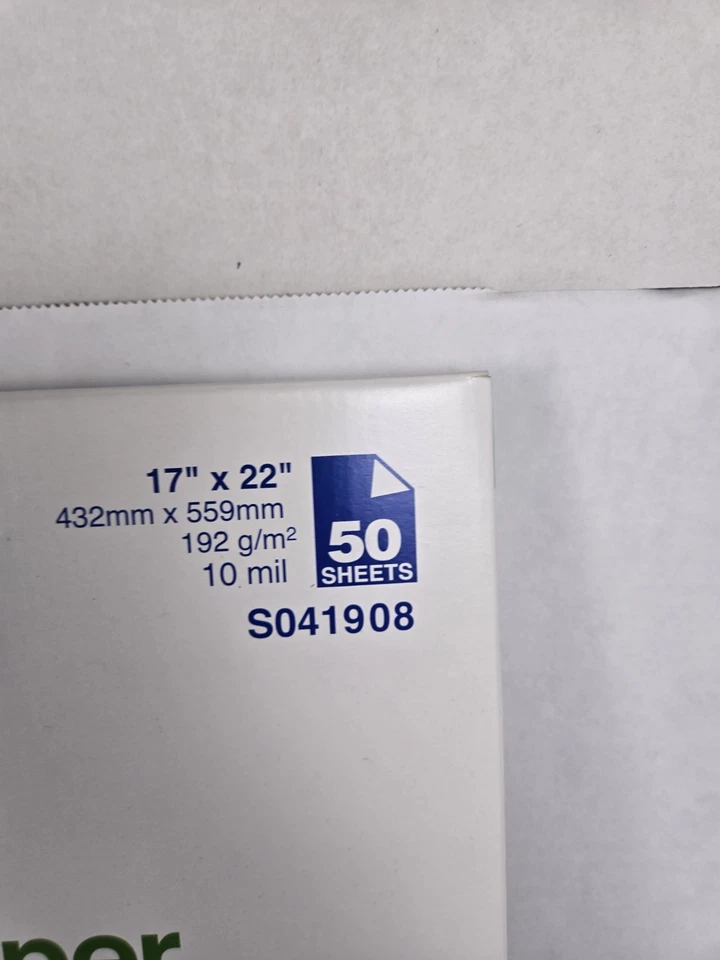 17" x 22"
432mm x 559mm
192 g/m²
10 mil
50
SHEETS
S041908